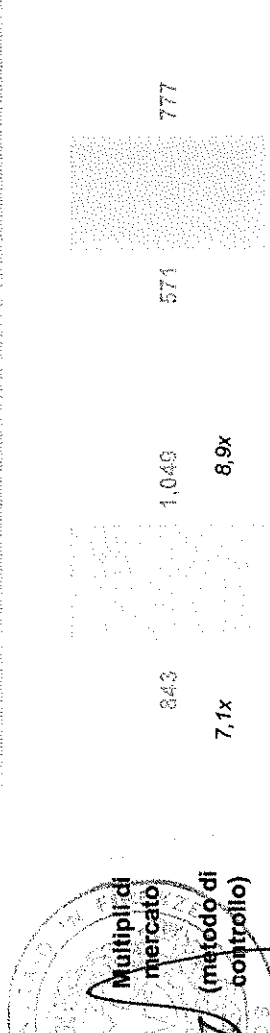 Multipli di
mercato
(metodo di
controllo)
843 1,049 571 777
7,1x 8,9x